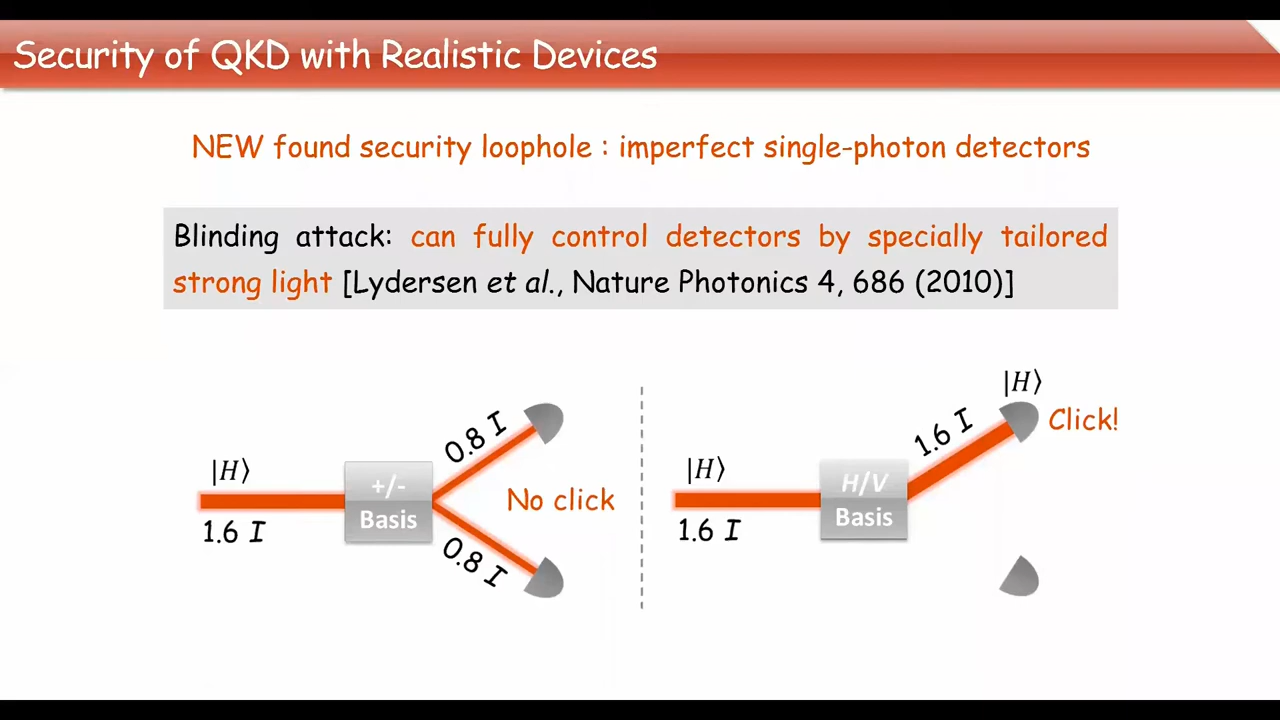 Security of QKD with Realistic Devices
NEW found security loophole : imperfect single-photon detectors
Blinding attack: can fully control detectors by specially tailored
strong light [Lydersen et al., Nature Photonics 4, 686 (2010)]
|H⟩
1.6 I
+/-
Basis
0.8 I
0.8 I
No click
|H⟩
1.6 I
H/V
Basis
1.6 I
|H⟩
Click!